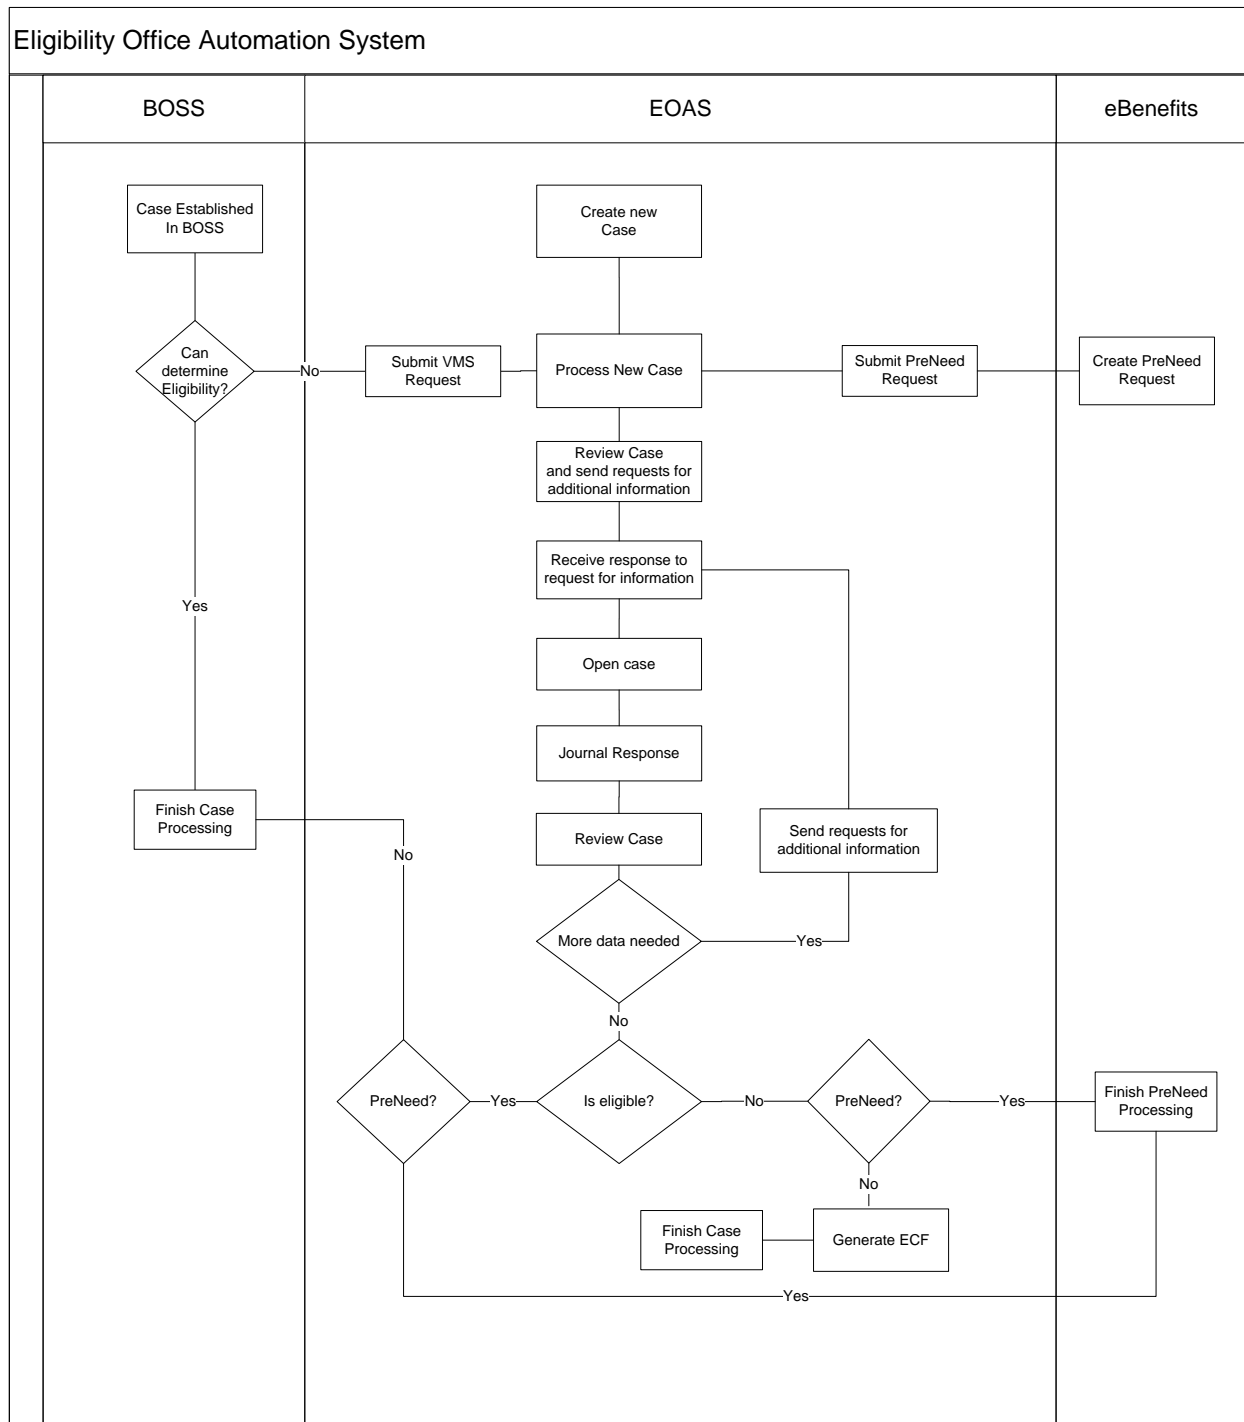 Eligibility Office Automation System
BOSS
EOAS
eBenefits
Case Established
In BOSS
Create new
Case
Can
determine
Eligibility?
No
Submit VMS
Request
Process New Case
Submit PreNeed
Request
Create PreNeed
Request
Review Case
and send requests for
additional information
Receive response to
request for information
Yes
Open case
Journal Response
Finish Case
Processing
Review Case
Send requests for
additional information
No
More data needed
Yes
No
PreNeed?
Yes
Is eligible?
No
PreNeed?
Yes
Finish PreNeed
Processing
No
Finish Case
Processing
Generate ECF
Yes